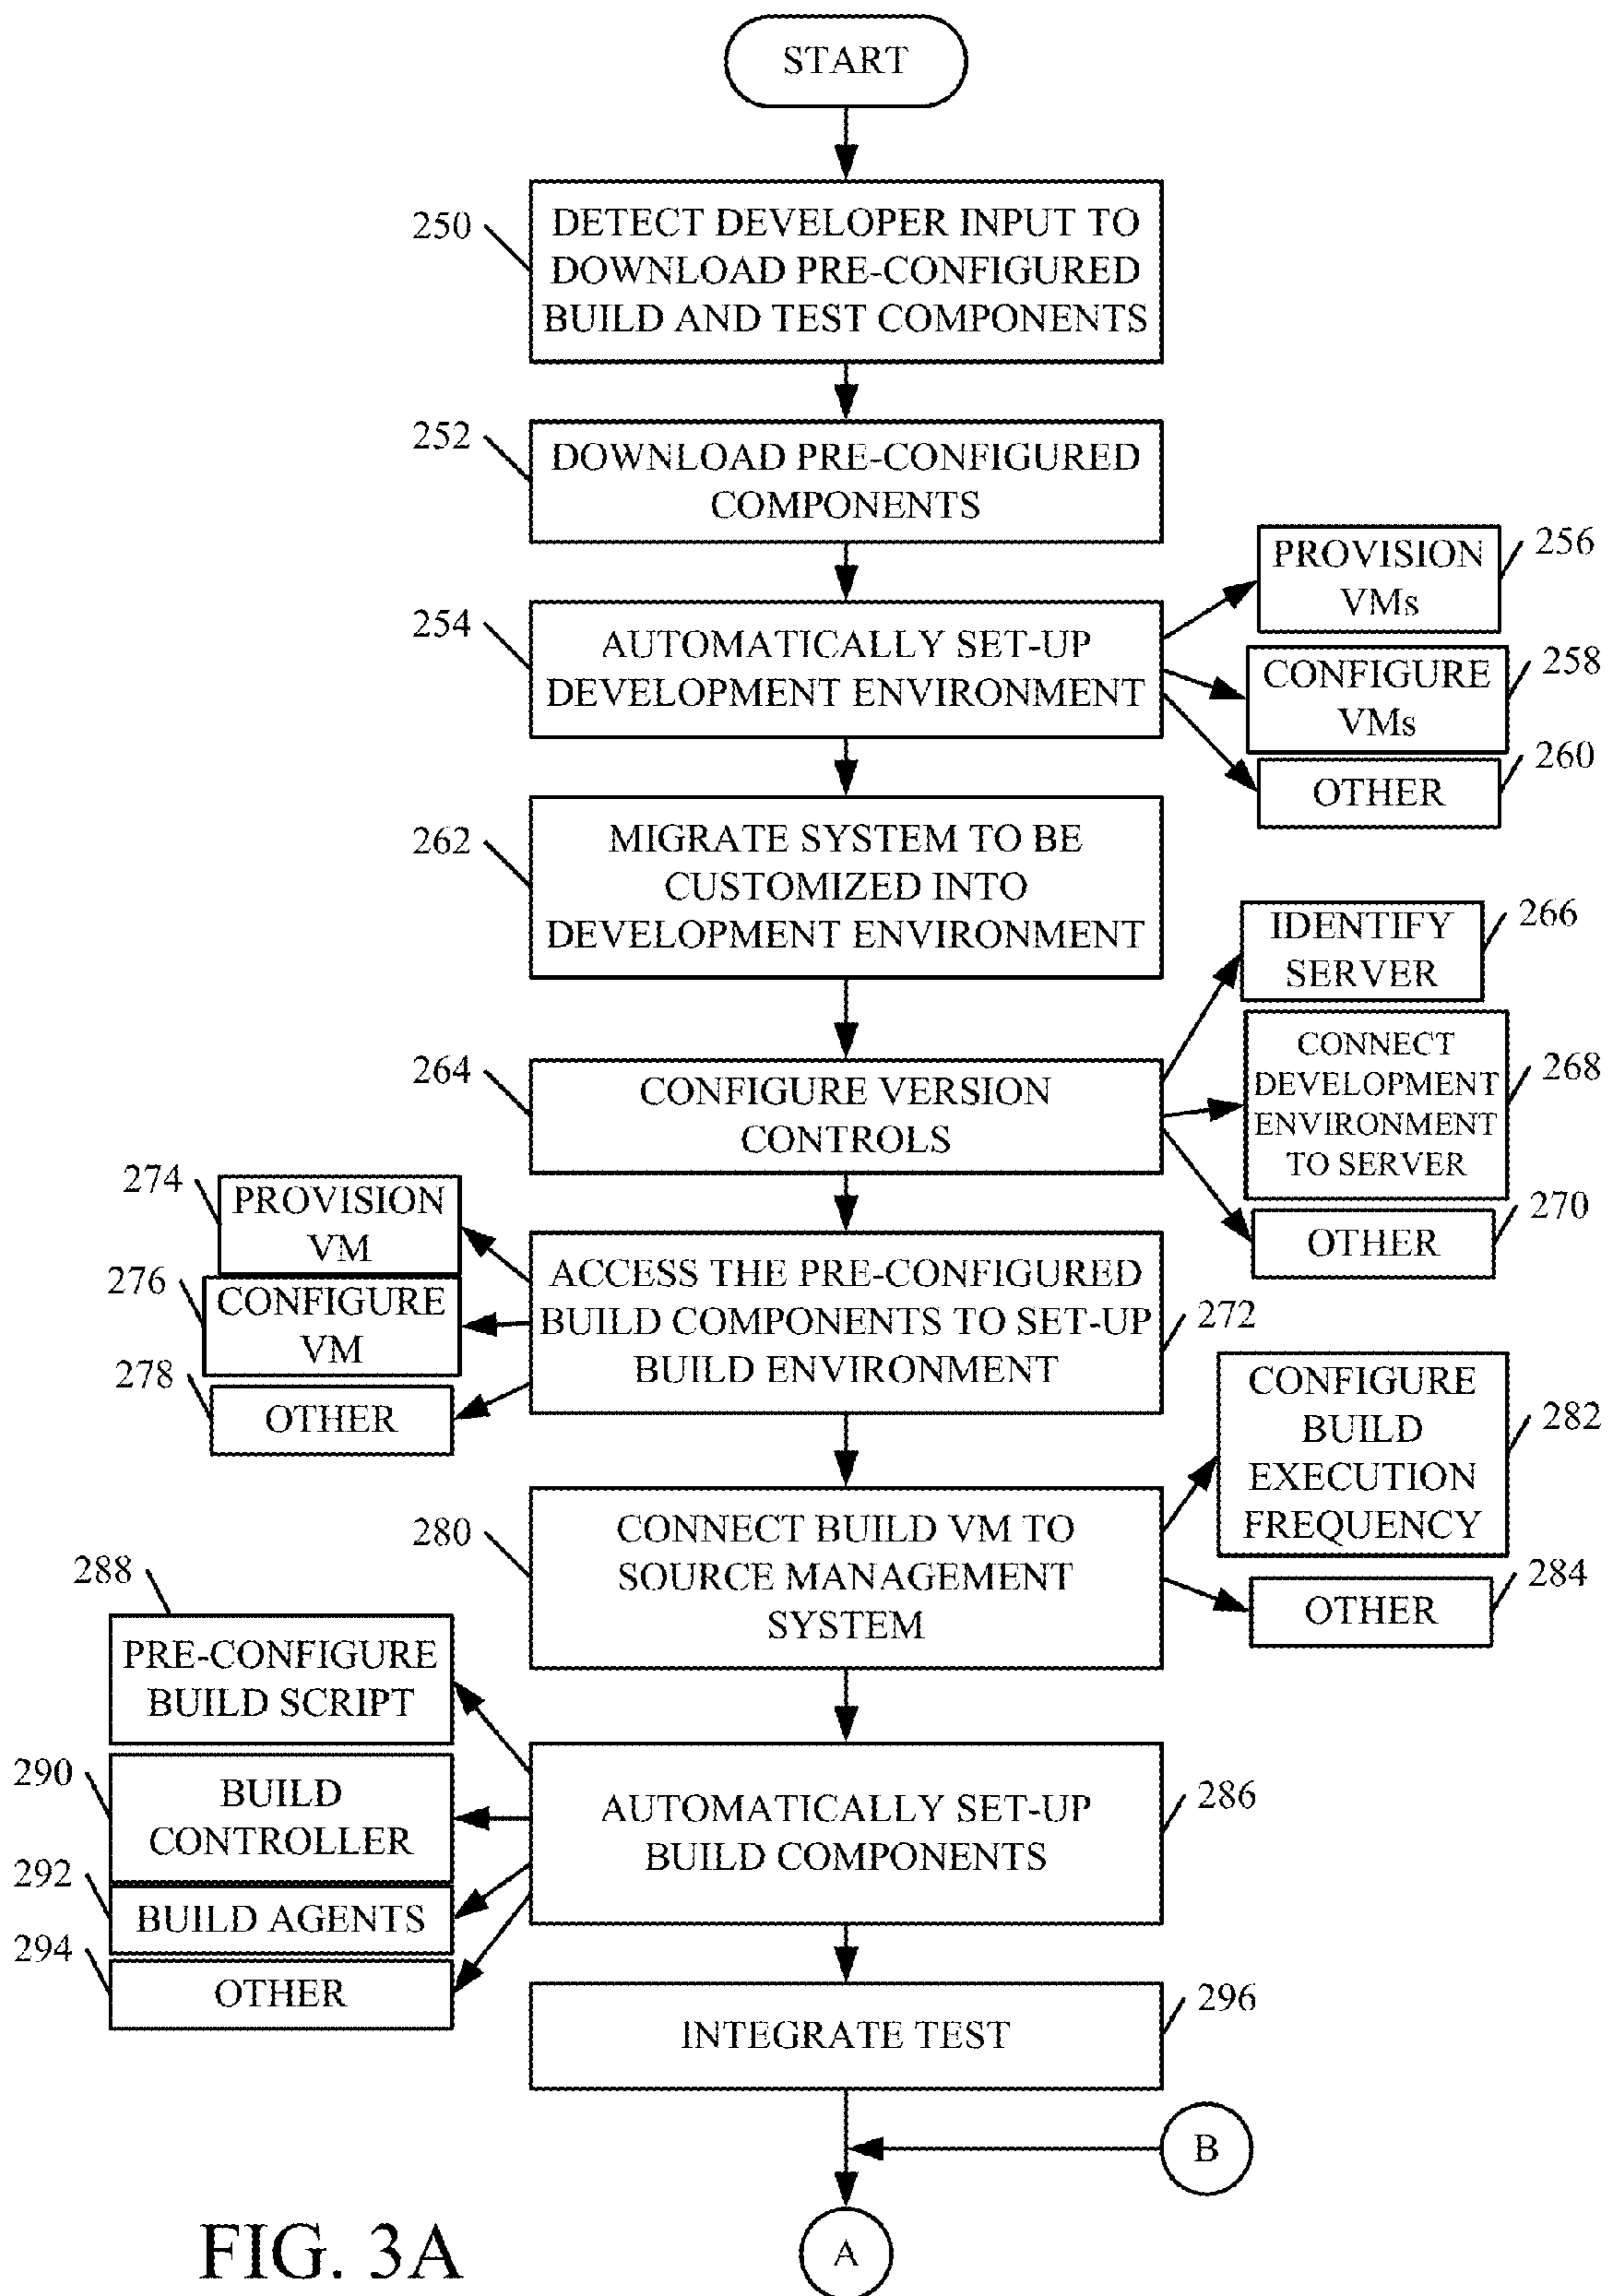 START
250
DETECT DEVELOPER INPUT TO
DOWNLOAD PRE-CONFIGURED
BUILD AND TEST COMPONENTS
252
DOWNLOAD PRE-CONFIGURED
COMPONENTS
254
AUTOMATICALLY SET-UP
DEVELOPMENT ENVIRONMENT
PROVISION
VMs
256
CONFIGURE
VMs
258
OTHER
260
262
MIGRATE SYSTEM TO BE
CUSTOMIZED INTO
DEVELOPMENT ENVIRONMENT
264
CONFIGURE VERSION
CONTROLS
IDENTIFY
SERVER
266
CONNECT
DEVELOPMENT
ENVIRONMENT
TO SERVER
268
OTHER
270
274
PROVISION
VM
276
CONFIGURE
VM
278
OTHER
ACCESS THE PRE-CONFIGURED
BUILD COMPONENTS TO SET-UP
BUILD ENVIRONMENT
272
280
CONNECT BUILD VM TO
SOURCE MANAGEMENT
SYSTEM
CONFIGURE
BUILD
EXECUTION
FREQUENCY
282
OTHER
284
288
PRE-CONFIGURE
BUILD SCRIPT
290
BUILD
CONTROLLER
292
BUILD AGENTS
294
OTHER
AUTOMATICALLY SET-UP
BUILD COMPONENTS
286
INTEGRATE TEST
296
B
A
FIG. 3A